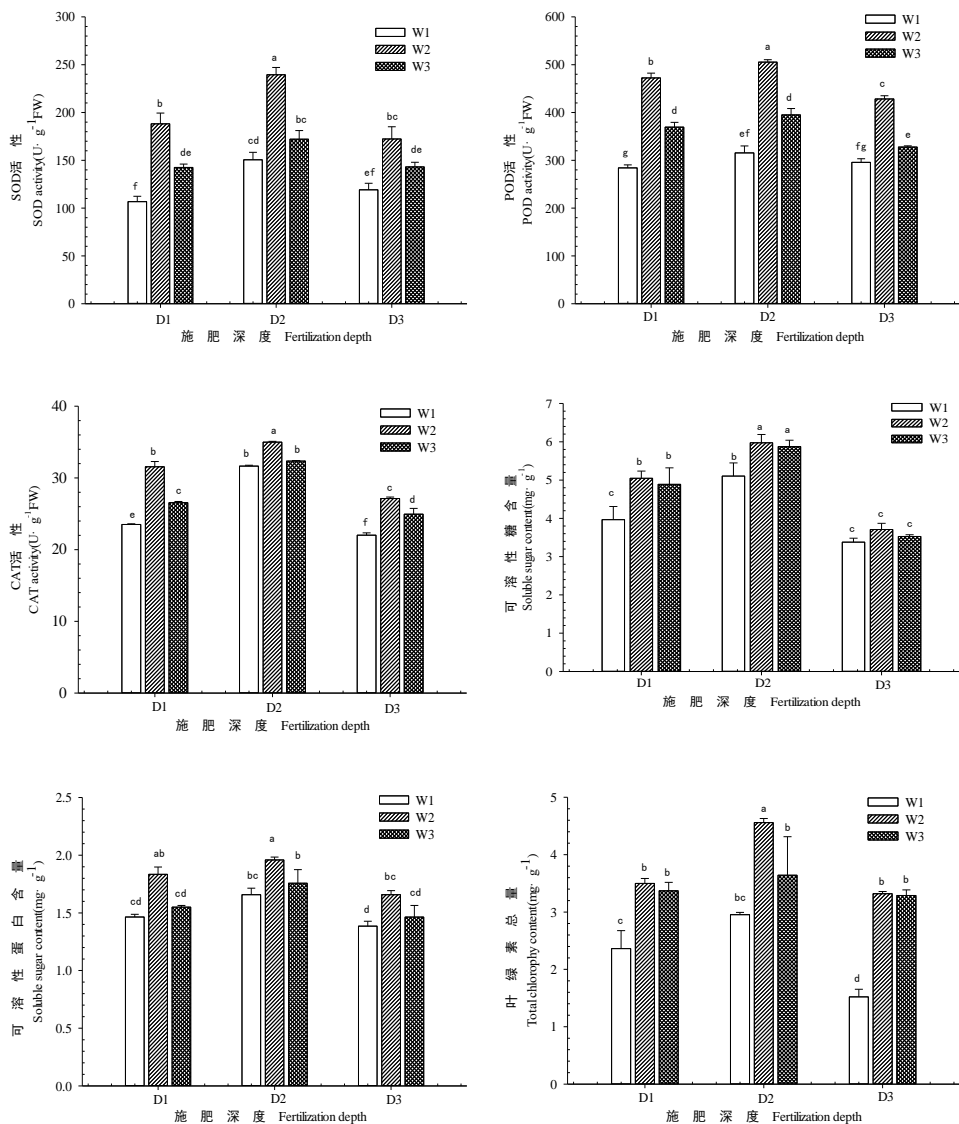 300
250
200
150
100
50
0
SOD活 性
SOD activity(U· g⁻¹FW)
W1
W2
W3
f
b
de
cd
a
bc
ef
bc
de
D1
D2
D3
施 肥 深 度 Fertilization depth
600
500
400
300
200
100
0
POD活 性
POD activity(U· g⁻¹FW)
W1
W2
W3
g
d
c
ef
a
d
fg
c
e
D1
D2
D3
施 肥 深 度 Fertilization depth
40
30
20
10
0
CAT活 性
CAT activity(U· g⁻¹FW)
W1
W2
W3
e
b
c
b
a
b
f
c
d
D1
D2
D3
施 肥 深 度 Fertilization depth
7
6
5
4
3
2
1
0
可 溶 性 糖 含 量
Soluble sugar content(mg· g⁻¹)
W1
W2
W3
c
b
b
b
a
a
c
c
c
D1
D2
D3
施 肥 深 度 Fertilization depth
2.5
2.0
1.5
1.0
0.5
0.0
可 溶 性 蛋 白 含 量
Soluble sugar content(mg· g⁻¹)
W1
W2
W3
cd
ab
cd
bc
a
b
d
bc
cd
D1
D2
D3
施 肥 深 度 Fertilization depth
5
4
3
2
1
0
叶 绿 素 总 量
Total chlorophy content(mg· g⁻¹)
W1
W2
W3
c
b
b
bc
a
b
d
b
b
D1
D2
D3
施 肥 深 度 Fertilization depth